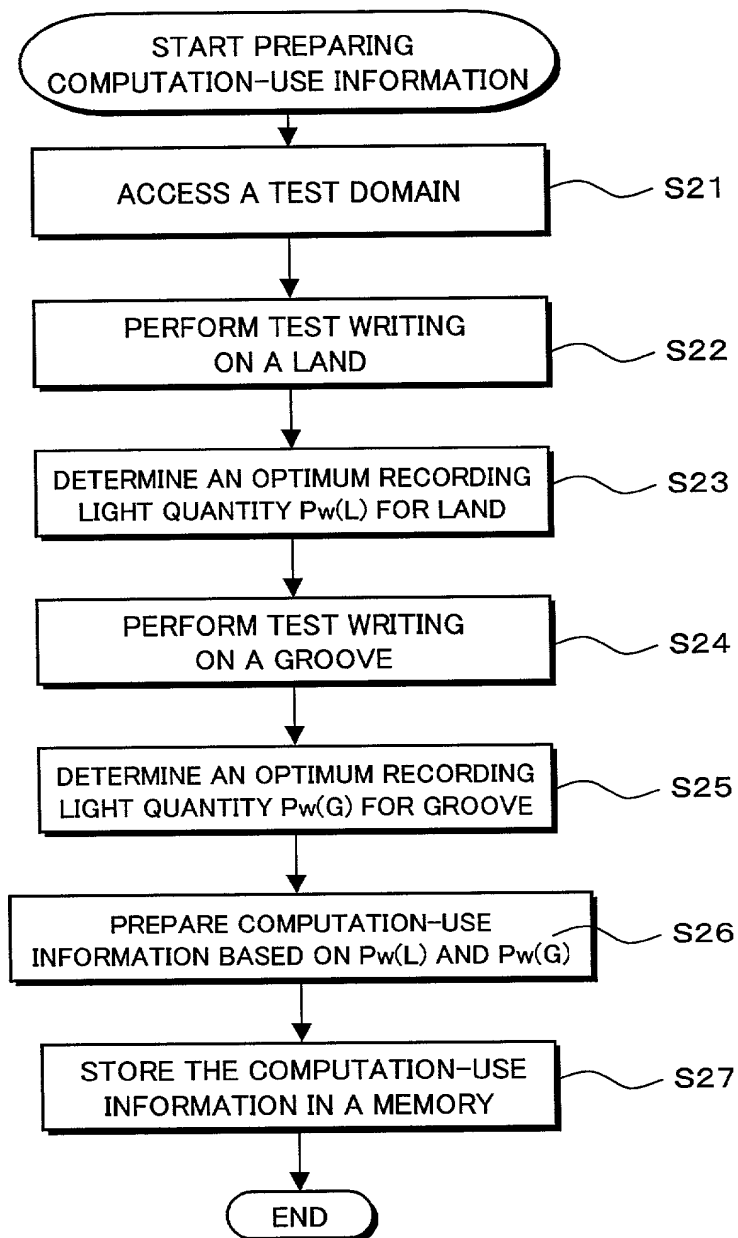 START PREPARING
COMPUTATION-USE INFORMATION
ACCESS A TEST DOMAIN
S21
PERFORM TEST WRITING
ON A LAND
S22
DETERMINE AN OPTIMUM RECORDING
LIGHT QUANTITY Pw(L) FOR LAND
S23
PERFORM TEST WRITING
ON A GROOVE
S24
DETERMINE AN OPTIMUM RECORDING
LIGHT QUANTITY Pw(G) FOR GROOVE
S25
PREPARE COMPUTATION-USE
INFORMATION BASED ON Pw(L) AND Pw(G)
S26
STORE THE COMPUTATION-USE
INFORMATION IN A MEMORY
S27
END